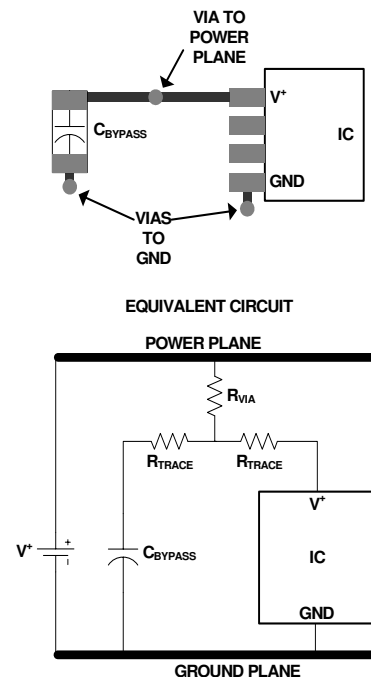 VIA TO
POWER
PLANE
V+
C_BYPASS
IC
GND
VIAS
TO
GND
EQUIVALENT CIRCUIT
POWER PLANE
R_VIA
R_TRACE R_TRACE
V+
V+ + -
C_BYPASS
IC
GND
GROUND PLANE